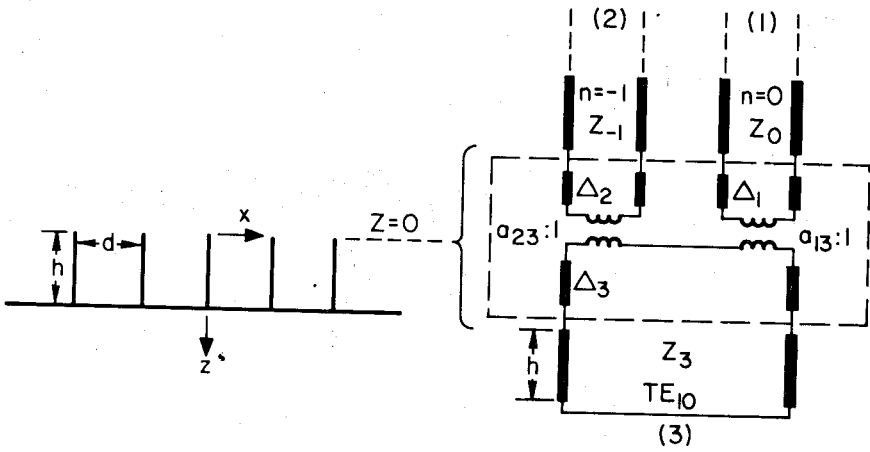 (2) (1)
n=-1 n=0
Z₋₁ Z₀
Δ₂ Δ₁
x Z=0
h d
a₂₃:1 a₁₃:1
Δ₃
z
h Z₃
TE₁₀
(3)